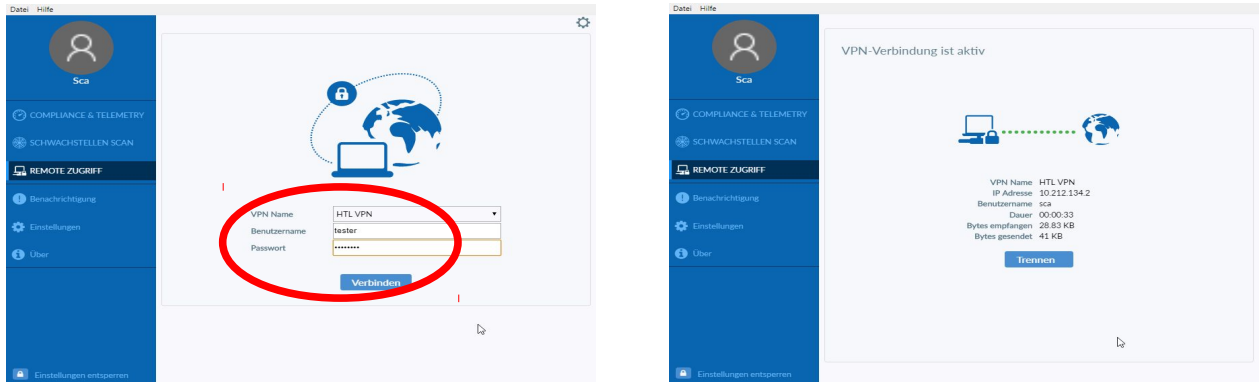 Datei Hilfe
Sca
COMPLIANCE & TELEMETRY
SCHWACHSTELLEN SCAN
REMOTE ZUGRIFF
Benachrichtigung
Einstellungen
Über
Einstellungen entsperren
VPN Name HTL VPN
Benutzername tester
Passwort ••••••••
Verbinden
Datei Hilfe
Sca
COMPLIANCE & TELEMETRY
SCHWACHSTELLEN SCAN
REMOTE ZUGRIFF
Benachrichtigung
Einstellungen
Über
Einstellungen entsperren
VPN-Verbindung ist aktiv
VPN Name HTL VPN
IP Adresse 10.212.134.2
Benutzername sca
Dauer 00:00:33
Bytes empfangen 28.83 KB
Bytes gesendet 41 KB
Trennen